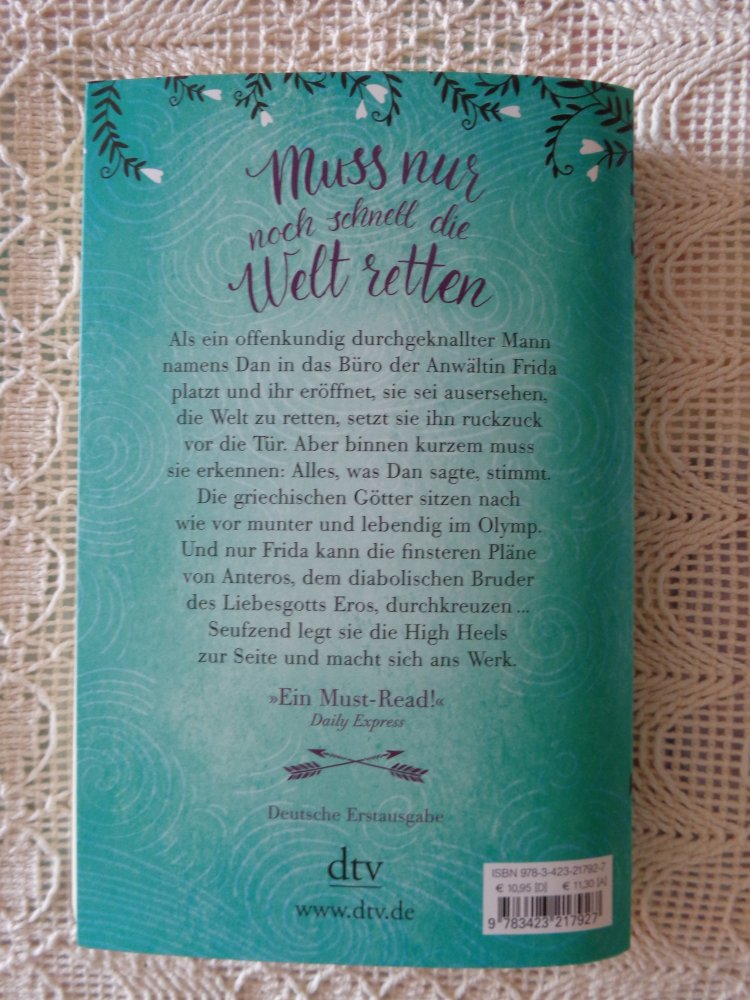 Muss nur
noch schnell die
Welt retten
Als ein offenkundig durchgeknallter Mann
namens Dan in das Büro der Anwältin Frida
platzt und ihr eröffnet, sie sei ausersehen,
die Welt zu retten, setzt sie ihn ruckzuck
vor die Tür. Aber binnen kurzem muss
sie erkennen: Alles, was Dan sagte, stimmt.
Die griechischen Götter sitzen nach
wie vor munter und lebendig im Olymp.
Und nur Frida kann die finsteren Pläne
von Anteros, dem diabolischen Bruder
des Liebesgotts Eros, durchkreuzen ...
Seufzend legt sie die High Heels
zur Seite und macht sich ans Werk.
»Ein Must-Read!«
Daily Express
Deutsche Erstausgabe
dtv
www.dtv.de
ISBN 978-3-423-21792-7
€ 10,95 [D] € 11,30 [A]
9 783423 217927